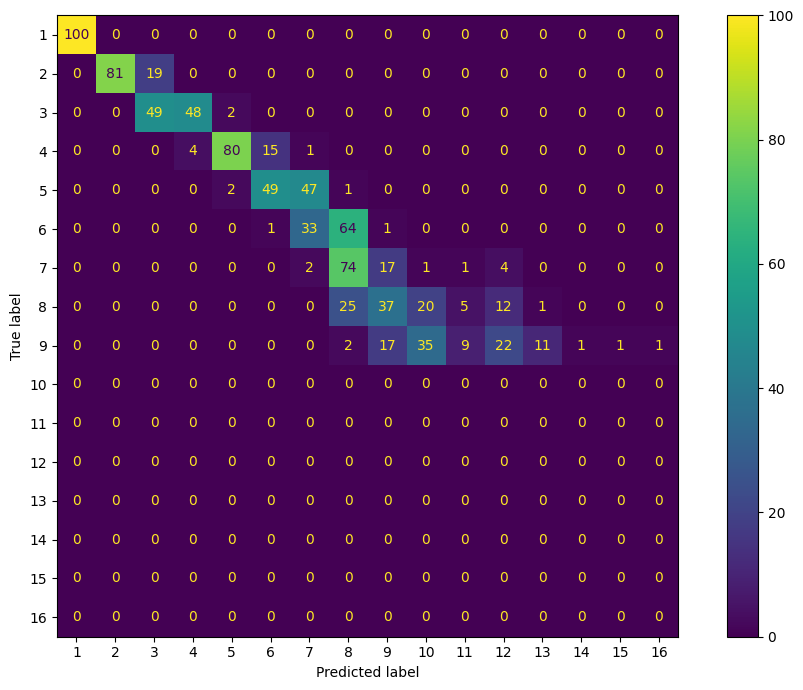 1 100 0 0 0 0 0 0 0 0 0 0 0 0 0 0 0
2 0 81 19 0 0 0 0 0 0 0 0 0 0 0 0 0
3 0 0 49 48 2 0 0 0 0 0 0 0 0 0 0 0
4 0 0 0 4 80 15 1 0 0 0 0 0 0 0 0 0
5 0 0 0 0 2 49 47 1 0 0 0 0 0 0 0 0
6 0 0 0 0 0 1 33 64 1 0 0 0 0 0 0 0
7 0 0 0 0 0 0 2 74 17 1 1 4 0 0 0 0
8 0 0 0 0 0 0 0 25 37 20 5 12 1 0 0 0
9 0 0 0 0 0 0 0 2 17 35 9 22 11 1 1 1
10 0 0 0 0 0 0 0 0 0 0 0 0 0 0 0 0
11 0 0 0 0 0 0 0 0 0 0 0 0 0 0 0 0
12 0 0 0 0 0 0 0 0 0 0 0 0 0 0 0 0
13 0 0 0 0 0 0 0 0 0 0 0 0 0 0 0 0
14 0 0 0 0 0 0 0 0 0 0 0 0 0 0 0 0
15 0 0 0 0 0 0 0 0 0 0 0 0 0 0 0 0
16 0 0 0 0 0 0 0 0 0 0 0 0 0 0 0 0
1 2 3 4 5 6 7 8 9 10 11 12 13 14 15 16
Predicted label
True label
100
80
60
40
20
0